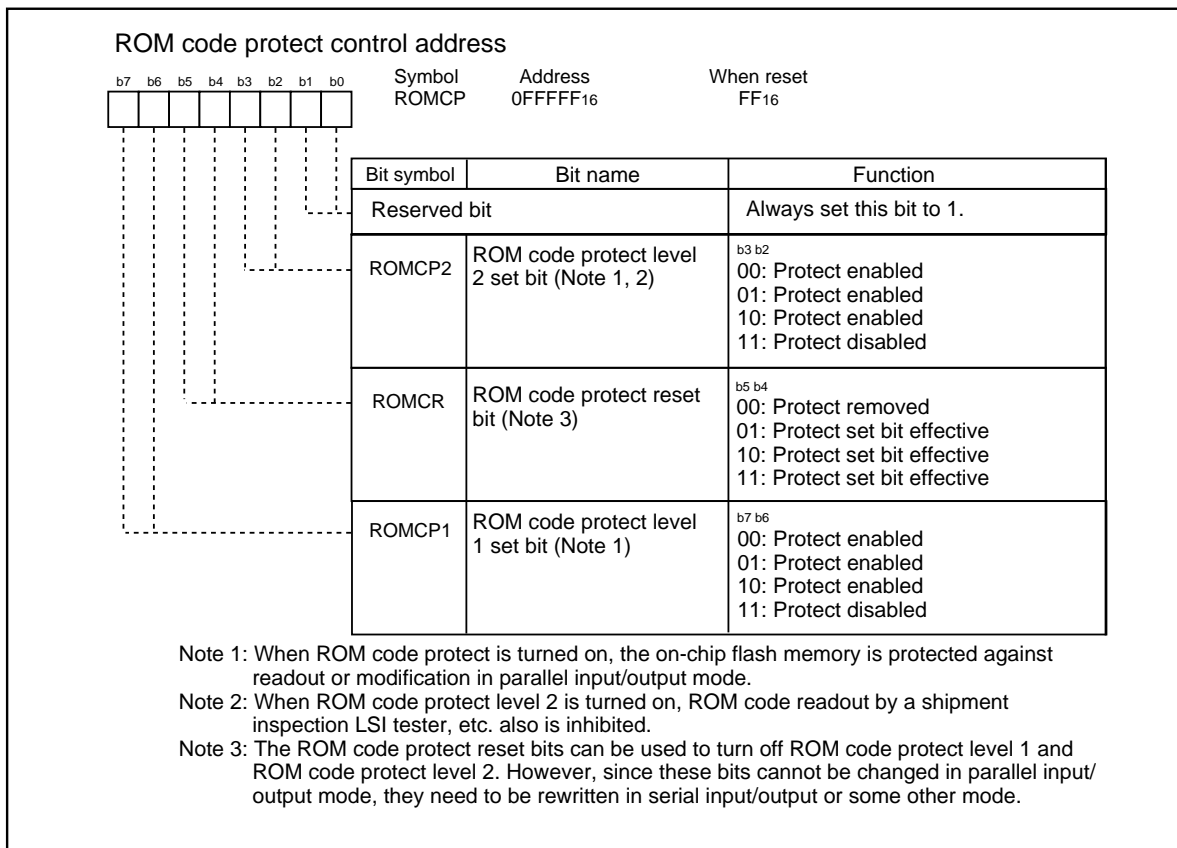 ROM code protect control address
b7 b6 b5 b4 b3 b2 b1 b0
Symbol Address When reset
ROMCP 0FFFFF16 FF16
Bit symbol Bit name Function
Reserved bit Always set this bit to 1.
ROMCP2 ROM code protect level
2 set bit (Note 1, 2)
b3 b2
00: Protect enabled
01: Protect enabled
10: Protect enabled
11: Protect disabled
ROMCR ROM code protect reset
bit (Note 3)
b5 b4
00: Protect removed
01: Protect set bit effective
10: Protect set bit effective
11: Protect set bit effective
ROMCP1 ROM code protect level
1 set bit (Note 1)
b7 b6
00: Protect enabled
01: Protect enabled
10: Protect enabled
11: Protect disabled
Note 1: When ROM code protect is turned on, the on-chip flash memory is protected against
readout or modification in parallel input/output mode.
Note 2: When ROM code protect level 2 is turned on, ROM code readout by a shipment
inspection LSI tester, etc. also is inhibited.
Note 3: The ROM code protect reset bits can be used to turn off ROM code protect level 1 and
ROM code protect level 2. However, since these bits cannot be changed in parallel input/
output mode, they need to be rewritten in serial input/output or some other mode.